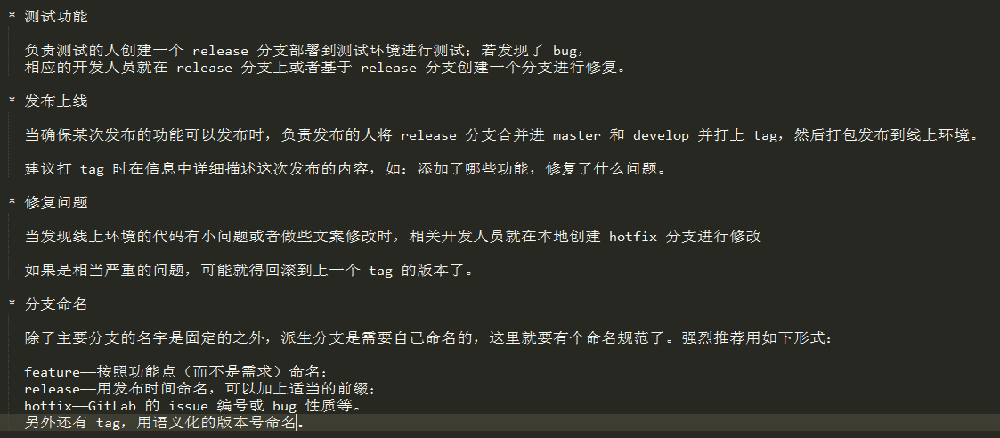 * 测试功能
负责测试的人创建一个 release 分支部署到测试环境进行测试；若发现了 bug，
相应的开发人员就在 release 分支上或者基于 release 分支创建一个分支进行修复。
* 发布上线
当确保某次发布的功能可以发布时，负责发布的人将 release 分支合并进 master 和 develop 并打上 tag，然后打包发布到线上环境。
建议打 tag 时在信息中详细描述这次发布的内容，如：添加了哪些功能，修复了什么问题。
* 修复问题
当发现线上环境的代码有小问题或者做些文案修改时，相关开发人员就在本地创建 hotfix 分支进行修改
如果是相当严重的问题，可能就得回滚到上一个 tag 的版本了。
* 分支命名
除了主要分支的名字是固定的之外，派生分支是需要自己命名的，这里就要有个命名规范了。强烈推荐用如下形式：
feature——按照功能点（而不是需求）命名；
release——用发布时间命名，可以加上适当的前缀；
hotfix——GitLab 的 issue 编号或 bug 性质等。
另外还有 tag，用语义化的版本号命名。